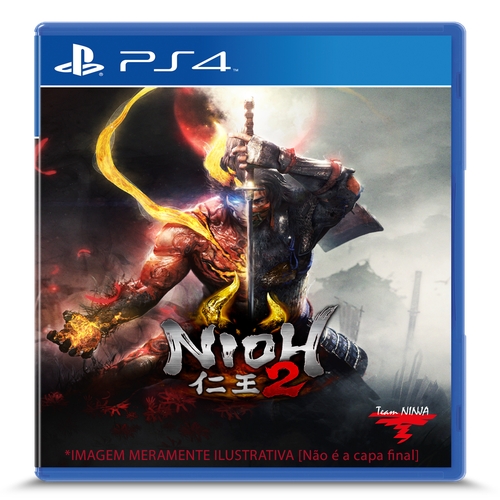 PS4
NIOH
仁王2
Team NINJA
*IMAGEM MERAMENTE ILUSTRATIVA [Não é a capa final]